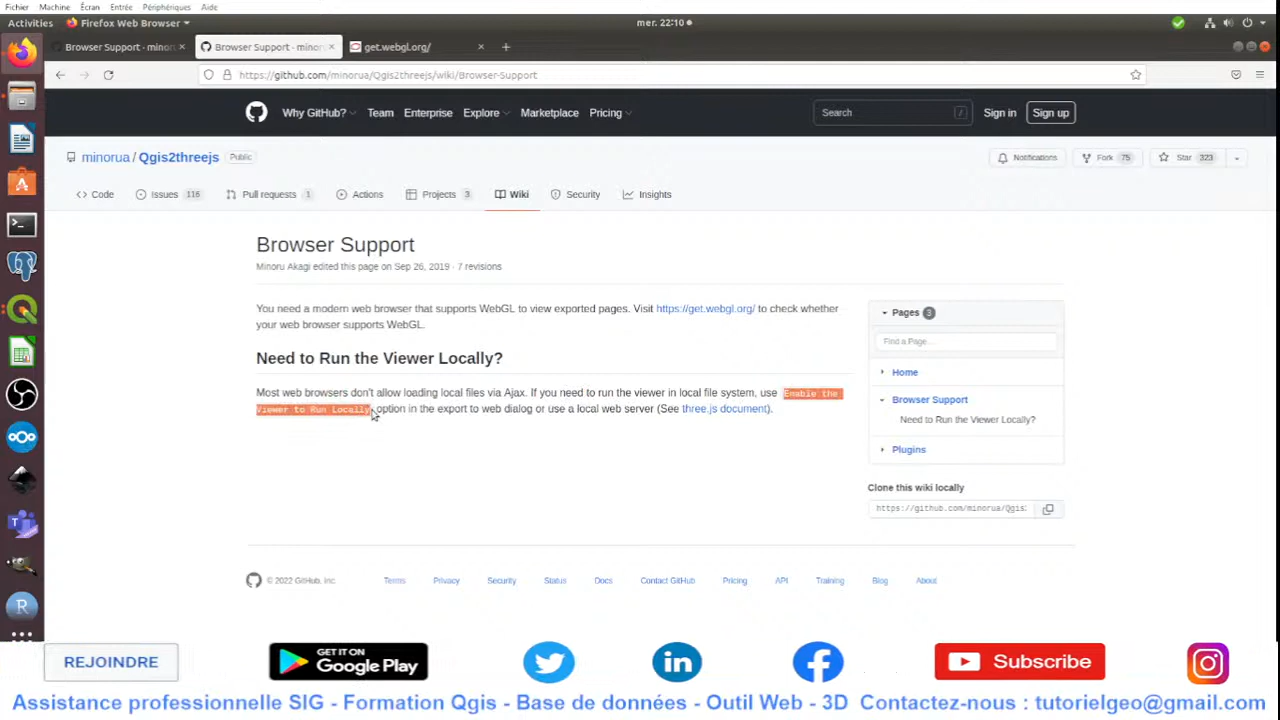 Fichier Machine Écran Entrée Périphériques Aide
Activities Firefox Web Browser mer. 22:10
Browser Support - minor × Browser Support - minor × get.webgl.org/ × +
https://github.com/minorua/Qgis2threejs/wiki/Browser-Support
Why GitHub? Team Enterprise Explore Marketplace Pricing Search / Sign in Sign up
minorua / Qgis2threejs Public Notifications Fork 75 Star 323
Code Issues 116 Pull requests 1 Actions Projects 3 Wiki Security Insights
Browser Support
Minoru Akagi edited this page on Sep 26, 2019 · 7 revisions
You need a modern web browser that supports WebGL to view exported pages. Visit https://get.webgl.org/ to check whether
your web browser supports WebGL.
Need to Run the Viewer Locally?
Most web browsers don't allow loading local files via Ajax. If you need to run the viewer in local file system, use Enable the
Viewer to Run Locally option in the export to web dialog or use a local web server (See three.js document).
Pages 3
Find a Page…
Home
Browser Support
Need to Run the Viewer Locally?
Plugins
Clone this wiki locally
https://github.com/minorua/Qgis
© 2022 GitHub, Inc. Terms Privacy Security Status Docs Contact GitHub Pricing API Training Blog About
REJOINDRE GET IT ON Google Play in Subscribe
Assistance professionnelle SIG - Formation Qgis - Base de données - Outil Web - 3D Contactez-nous : tutorielgeo@gmail.com